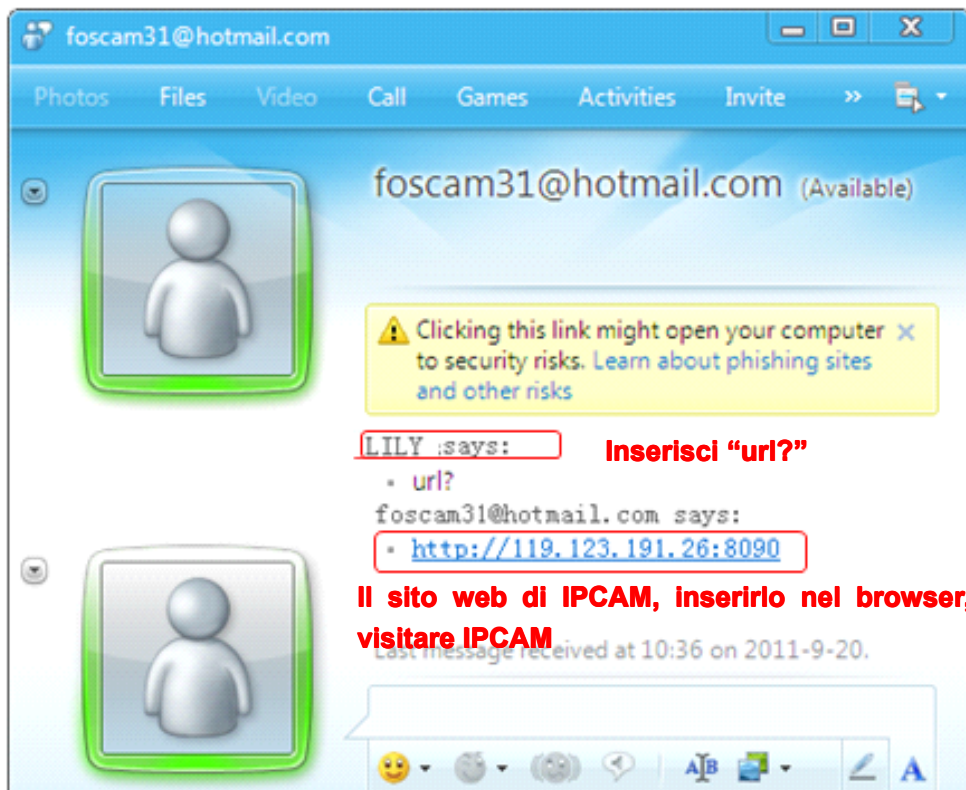 foscam31@hotmail.com
Photos Files Video Call Games Activities Invite »
foscam31@hotmail.com (Available)
Clicking this link might open your computer
to security risks. Learn about phishing sites
and other risks
LILY says:
Inserisci “url?”
url?
foscam31@hotmail.com says:
http://119.123.191.26:8090
Il sito web di IPCAM, inserirlo nel browser,
visitare IPCAM
Last message received at 10:36 on 2011-9-20.
AB A